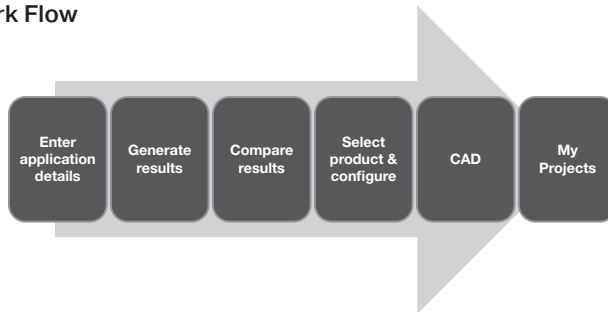 rk Flow
Enter
application
details
Generate
results
Compare
results
Select
product &
configure
CAD
My
Projects